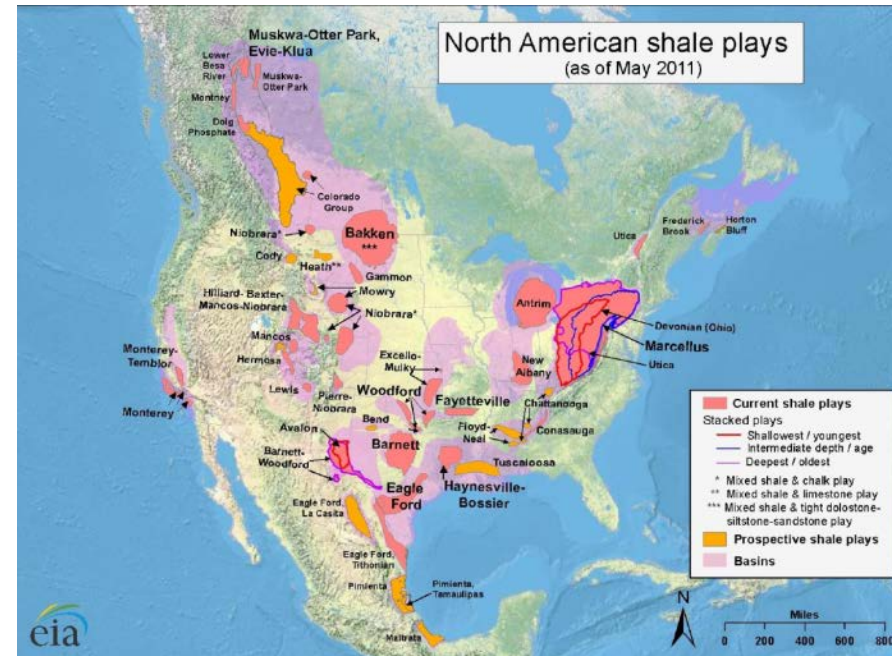 North American shale plays
(as of May 2011)
Muskwa-Otter Park,
Evie-Klua
Lower
Besa
River
Muskwa-
Otter Park
Montney
Doig
Phosphate
Colorado
Group
Niobrara*
Bakken
***
Cody
Heath**
Gammon
Mowry
Hilliard- Baxter-
Mancos-Niobrara
Niobrara*
Mancos
Hermosa
Lewis
Pierre-
Niobrara
Monterey-
Temblor
Monterey
Excello-
Mulky
Woodford
Fayetteville
Bend
Avalon
Barnett-
Woodford
Barnett
Eagle
Ford
Haynesville-
Bossier
Eagle Ford,
La Casita
Eagle Ford,
Tithonian
Pimienta
Pimienta,
Tamaulipas
Maltrata
Antrim
New
Albany
Chattanooga
Floyd-
Neal
Conasauga
Tuscaloosa
Devonian (Ohio)
Marcellus
Utica
Utica
Frederick
Brook
Horton
Bluff
Current shale plays
Stacked plays
Shallowest / youngest
Intermediate depth / age
Deepest / oldest
* Mixed shale & chalk play
** Mixed shale & limestone play
*** Mixed shale & tight dolostone-
siltstone-sandstone play
Prospective shale plays
Basins
N
Miles
0 200 400 600 800
eia